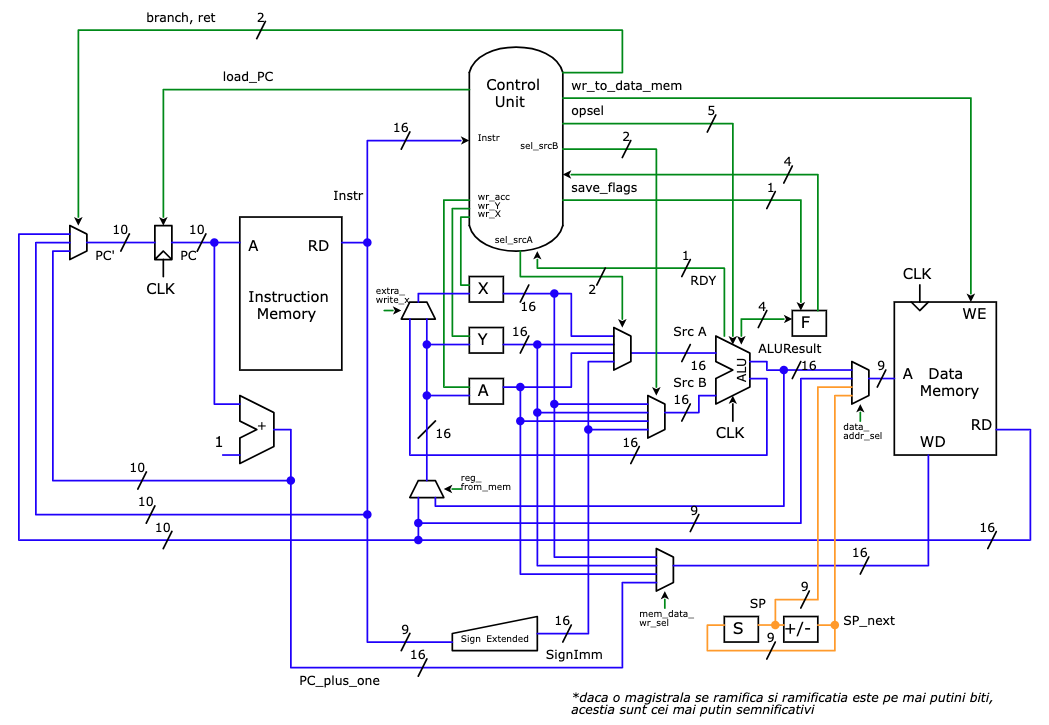 branch, ret
2
load_PC
Control
Unit
wr_to_data_mem
opsel
5
16
Instr
sel_srcB
2
4
save_flags
1
Instr
wr_acc
wr_Y
wr_X
sel_srcA
10
PC'
CLK
10
PC
A
RD
Instruction
Memory
1
RDY
2
CLK
WE
extra_
write_x
X
16
Y
16
A
4
F
Src A
16
Src B
16
ALU
CLK
ALUResult
16
9
A
Data
Memory
RD
WD
data_
addr_sel
1
+
16
16
reg_
from_mem
10
10
10
9
16
16
mem_data_
wr_sel
9
Sign Extended
16
SignImm
16
PC_plus_one
SP
9
S
+/-
SP_next
9
*daca o magistrala se ramifica si ramificatia este pe mai putini biti,
acestia sunt cei mai putin semnificativi